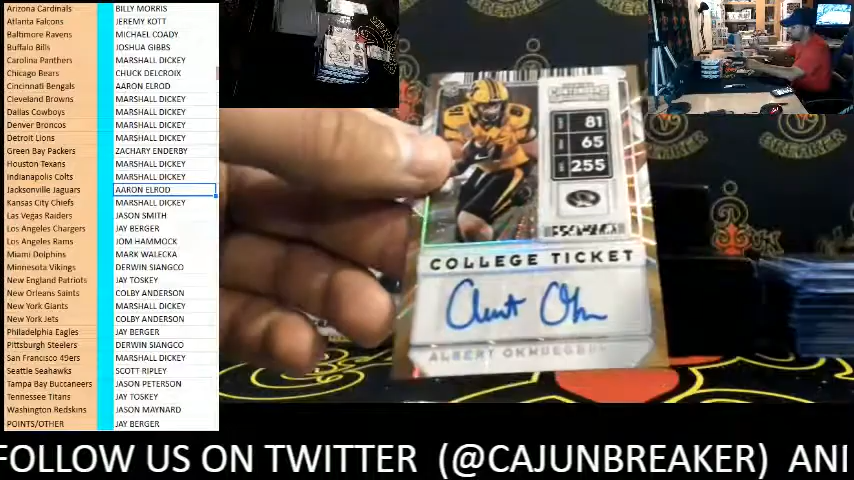 Arizona Cardinals BILLY MORRIS
Atlanta Falcons JEREMY KOTT
Baltimore Ravens MICHAEL COADY
Buffalo Bills JOSHUA GIBBS
Carolina Panthers MARSHALL DICKEY
Chicago Bears CHUCK DELCROIX
Cincinnati Bengals AARON ELROD
Cleveland Browns MARSHALL DICKEY
Dallas Cowboys MARSHALL DICKEY
Denver Broncos MARSHALL DICKEY
Detroit Lions MARSHALL DICKEY
Green Bay Packers ZACHARY ENDERBY
Houston Texans MARSHALL DICKEY
Indianapolis Colts MARSHALL DICKEY
Jacksonville Jaguars AARON ELROD
Kansas City Chiefs MARSHALL DICKEY
Las Vegas Raiders JASON SMITH
Los Angeles Chargers JAY BERGER
Los Angeles Rams JOM HAMMOCK
Miami Dolphins MARK WALECKA
Minnesota Vikings DERWIN SIANGCO
New England Patriots JAY TOSKEY
New Orleans Saints COLBY ANDERSON
New York Giants MARSHALL DICKEY
New York Jets COLBY ANDERSON
Philadelphia Eagles JAY BERGER
Pittsburgh Steelers DERWIN SIANGCO
San Francisco 49ers MARSHALL DICKEY
Seattle Seahawks SCOTT RIPLEY
Tampa Bay Buccaneers JASON PETERSON
Tennessee Titans JAY TOSKEY
Washington Redskins JASON MAYNARD
POINTS/OTHER JAY BERGER
BREAKER
CONTENDERS
81
65
255
COLLEGE TICKET
ALBERT
BREAKER
BREAKER
FOLLOW US ON TWITTER (@CAJUNBREAKER) ANI